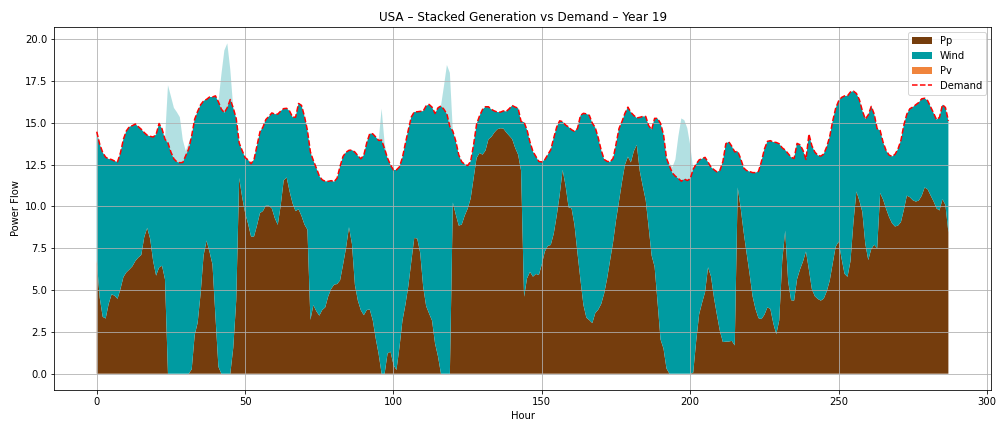 USA – Stacked Generation vs Demand – Year 19
Pp
Wind
Pv
Demand
Power Flow
20.0
17.5
15.0
12.5
10.0
7.5
5.0
2.5
0.0
0 50 100 150 200 250 300
Hour